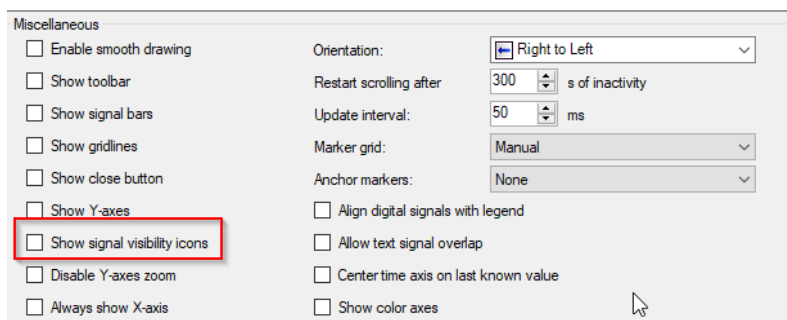 Miscellaneous
Enable smooth drawing
Orientation: Right to Left
Show toolbar
Restart scrolling after 300 s of inactivity
Show signal bars
Update interval: 50 ms
Show gridlines
Marker grid: Manual
Show close button
Anchor markers: None
Show Y-axes
Align digital signals with legend
Show signal visibility icons
Allow text signal overlap
Disable Y-axes zoom
Center time axis on last known value
Always show X-axis
Show color axes